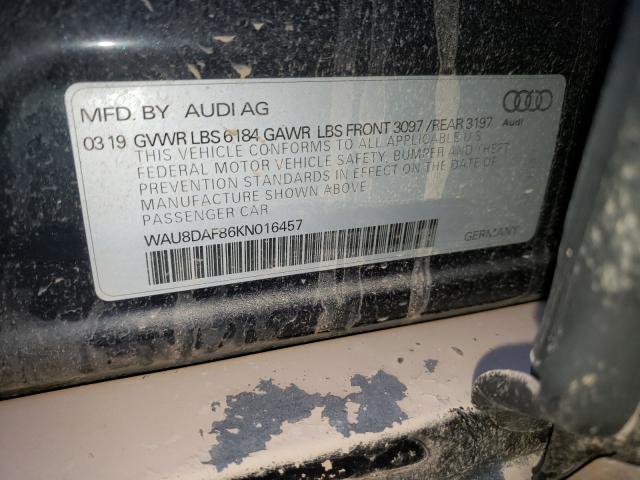 MFD. BY AUDI AG
Audi
03 19 GVWR LBS 6184 GAWR LBS FRONT 3097 /REAR 3197
THIS VEHICLE CONFORMS TO ALL APPLICABLE U.S.
FEDERAL MOTOR VEHICLE SAFETY, BUMPER AND THEFT
PREVENTION STANDARDS IN EFFECT ON THE DATE OF
MANUFACTURE SHOWN ABOVE
PASSENGER CAR
WAU8DAF86KN016457
GERMANY